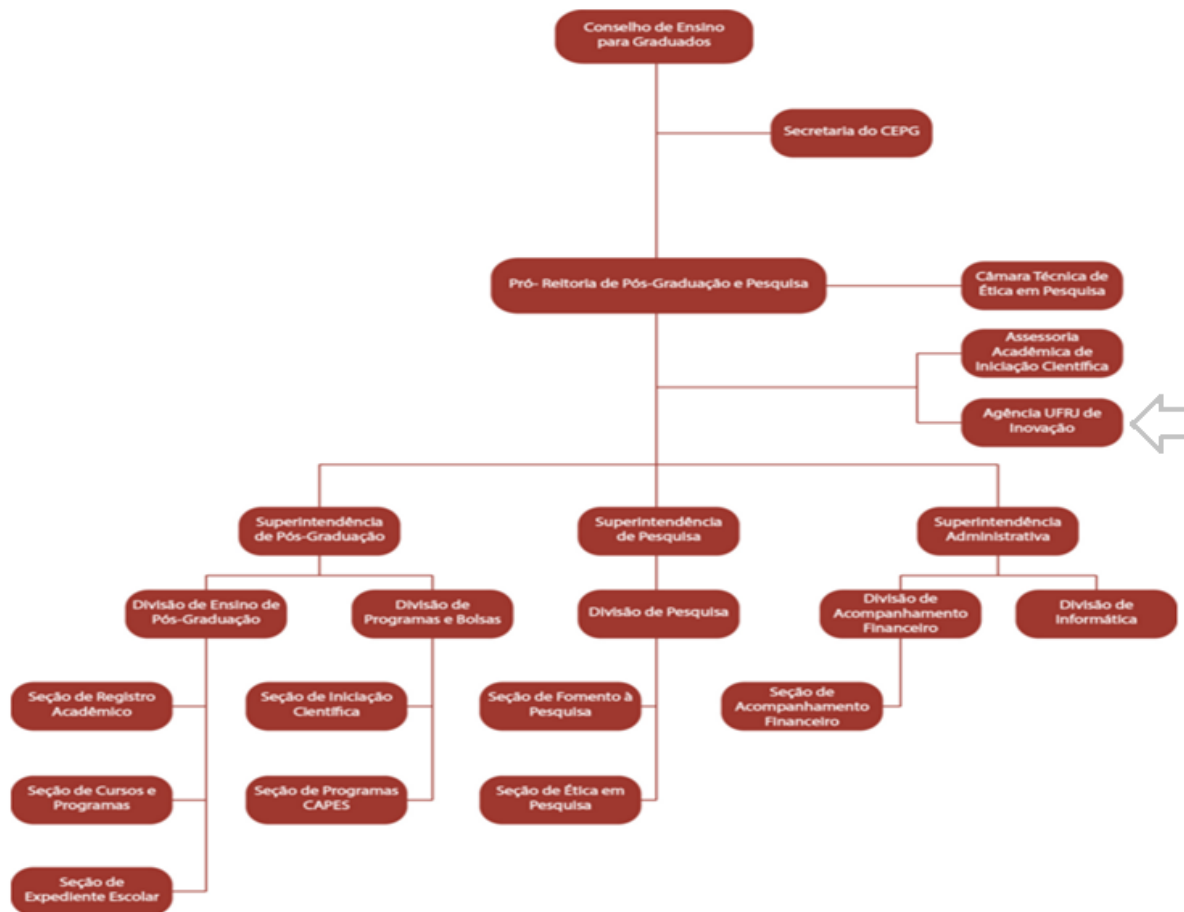 Conselho de Ensino
para Graduados
Secretaria do CEPG
Pró- Reitoria de Pós-Graduação e Pesquisa
Câmara Técnica de
Ética em Pesquisa
Assessoria
Acadêmica de
Iniciação Científica
Agência UFRJ de
Inovação
Superintendência
de Pós-Graduação
Superintendência
de Pesquisa
Superintendência
Administrativa
Divisão de Ensino de
Pós-Graduação
Divisão de
Programas e Bolsas
Divisão de Pesquisa
Divisão de
Acompanhamento
Financeiro
Divisão de
Informática
Seção de Registro
Acadêmico
Seção de Iniciação
Científica
Seção de Fomento à
Pesquisa
Seção de
Acompanhamento
Financeiro
Seção de Cursos e
Programas
Seção de Programas
CAPES
Seção de Ética em
Pesquisa
Seção de
Expediente Escolar